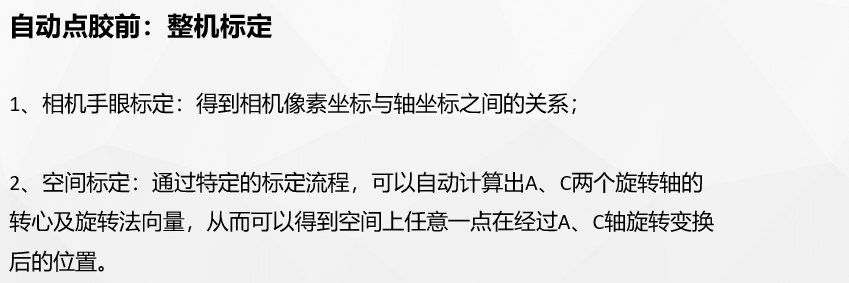 自动点胶前：整机标定
1、相机手眼标定：得到相机像素坐标与轴坐标之间的关系；
2、空间标定：通过特定的标定流程，可以自动计算出A、C两个旋转轴的
转心及旋转法向量，从而可以得到空间上任意一点在经过A、C轴旋转变换
后的位置。